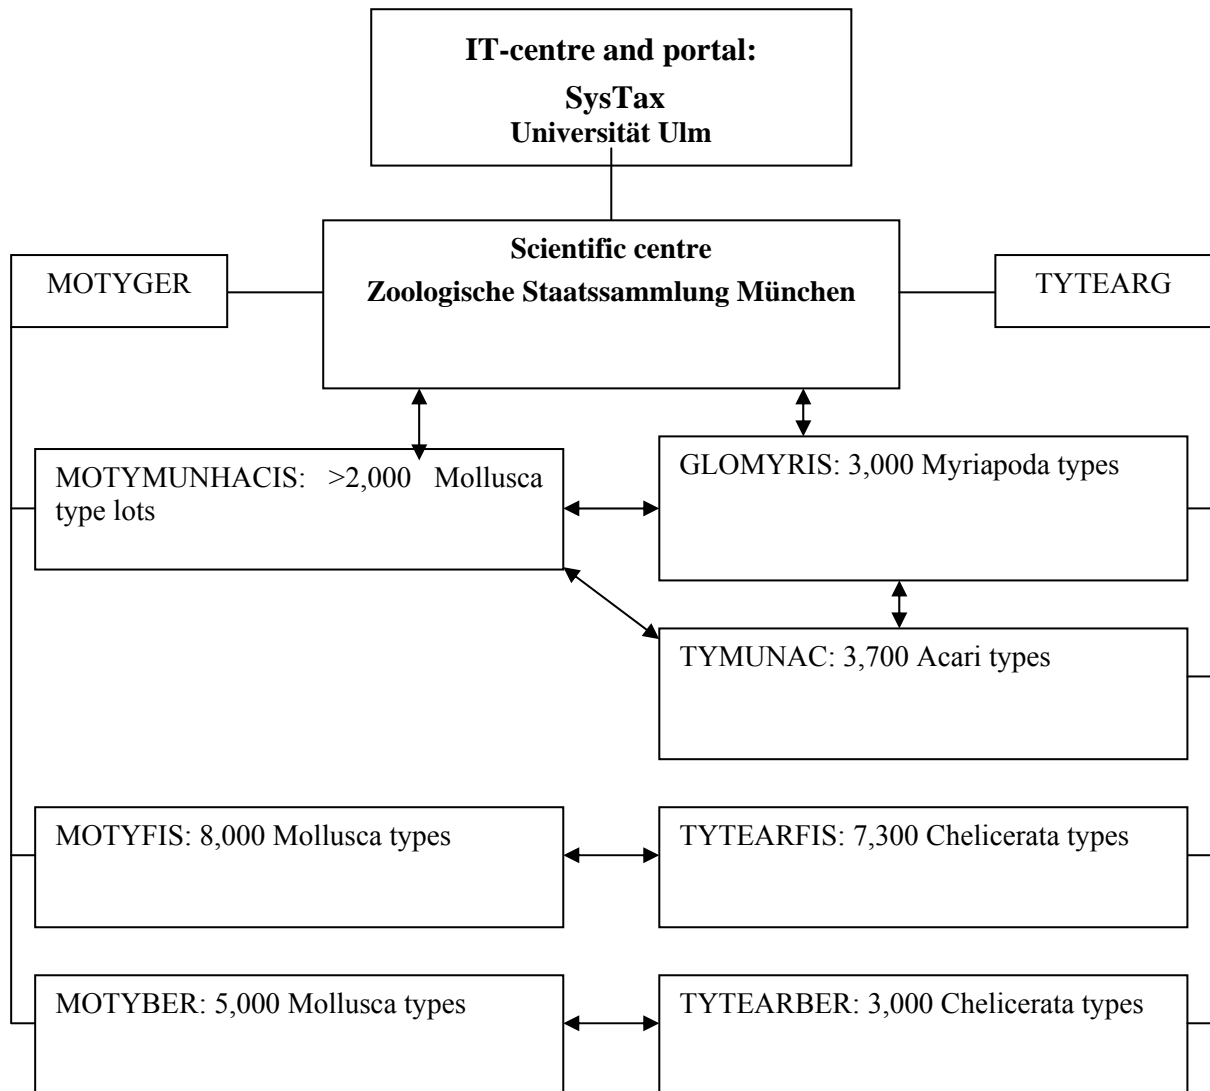 IT-centre and portal:
SysTax
Universität Ulm
Scientific centre
Zoologische Staatssammlung München
MOTYGER
TYTEARG
MOTYMUNHACIS: >2,000 Mollusca
type lots
GLOMYRIS: 3,000 Myriapoda types
TYMUNAC: 3,700 Acari types
MOTYFIS: 8,000 Mollusca types
TYTEARFIS: 7,300 Chelicerata types
MOTYBER: 5,000 Mollusca types
TYTEARBER: 3,000 Chelicerata types